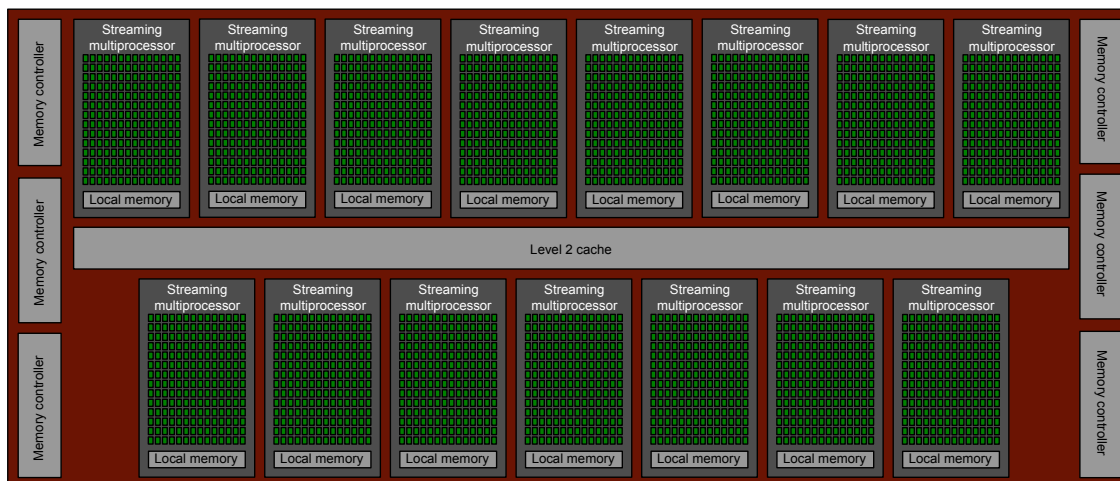 Memory controller
Memory controller
Memory controller
Streaming
multiprocessor
Local memory
Streaming
multiprocessor
Local memory
Streaming
multiprocessor
Local memory
Streaming
multiprocessor
Local memory
Streaming
multiprocessor
Local memory
Streaming
multiprocessor
Local memory
Streaming
multiprocessor
Local memory
Streaming
multiprocessor
Local memory
Level 2 cache
Streaming
multiprocessor
Local memory
Streaming
multiprocessor
Local memory
Streaming
multiprocessor
Local memory
Streaming
multiprocessor
Local memory
Streaming
multiprocessor
Local memory
Streaming
multiprocessor
Local memory
Streaming
multiprocessor
Local memory
Memory controller
Memory controller
Memory controller